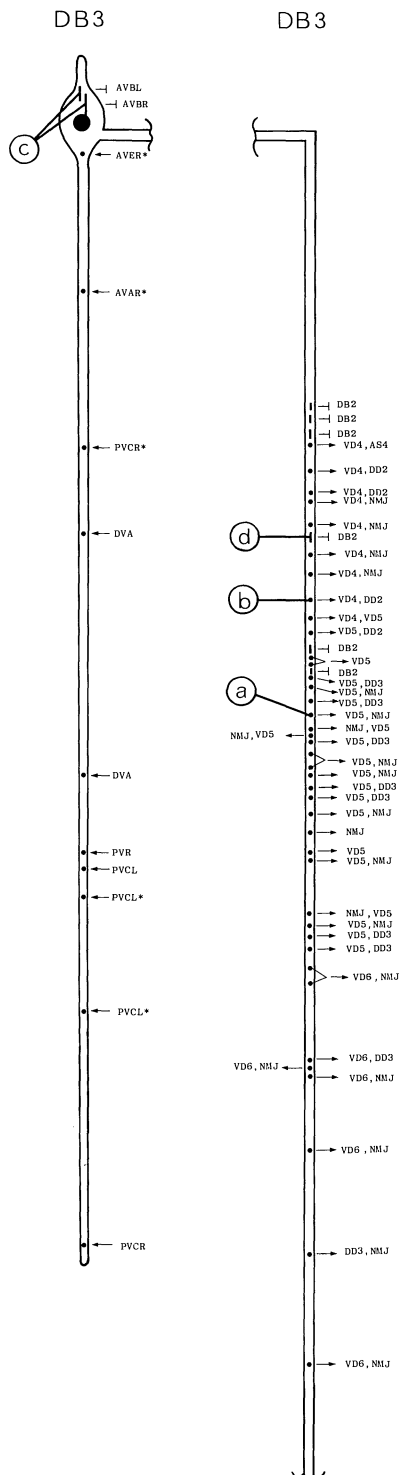 DB3
AVBL
AVBR
c
AVER*
AVAR*
PVCR*
DVA
DVA
PVR
PVCL
PVCL*
PVCL*
PVCR
DB3
DB2
DB2
DB2
VD4,AS4
VD4,DD2
VD4,DD2
VD4,NMJ
VD4,NMJ
d
DB2
VD4,NMJ
VD4,NMJ
b
VD4,DD2
VD4,VD5
VD5,DD2
DB2
VD5
DB2
VD5,DD3
VD5,NMJ
VD5,DD3
a
VD5,NMJ
NMJ,VD5
NMJ,VD5
VD5,DD3
VD5,NMJ
VD5,NMJ
VD5,DD3
VD5,DD3
VD5,NMJ
NMJ
VD5
VD5,NMJ
NMJ,VD5
VD5,NMJ
VD5,DD3
VD5,DD3
VD6,NMJ
VD6,DD3
VD6,NMJ
VD6,NMJ
VD6,NMJ
DD3,NMJ
VD6,NMJ